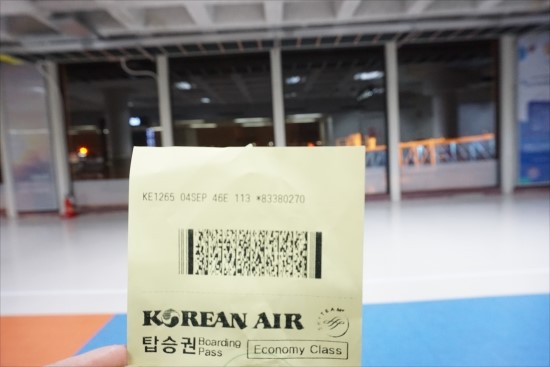 KE1265 04SEP 46E 113 *83380270
KOREAN AIR
SKYTEAM
탑승권 Boarding Pass
Economy Class